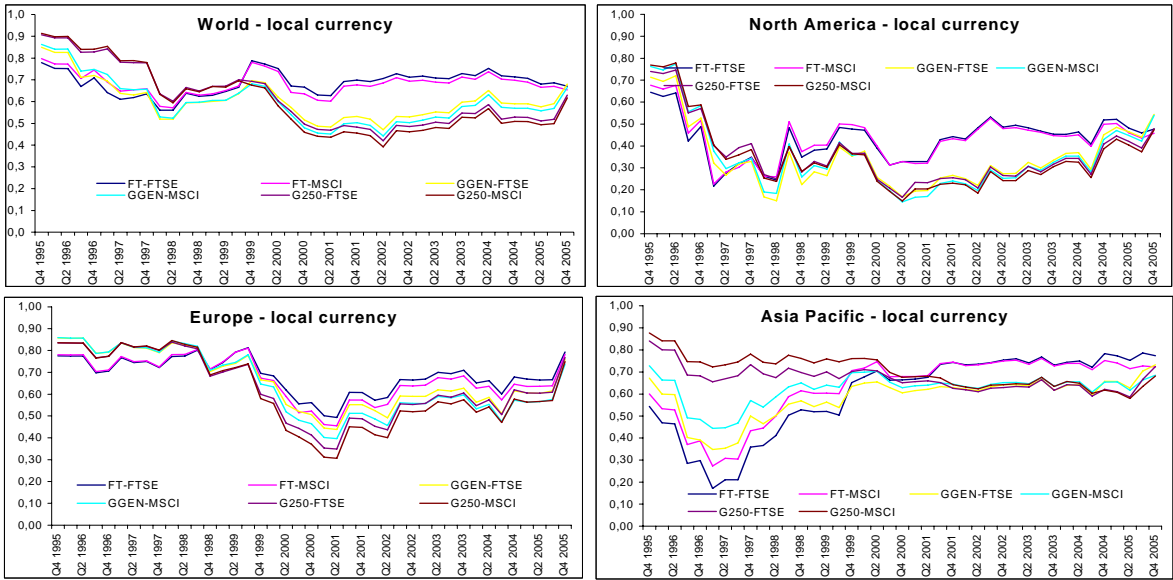 World - local currency
1,0
0,9
0,8
0,7
0,6
0,5
0,4
0,3
0,2
0,1
0,0
FT-FTSE FT-MSCI GGEN-FTSE
GGEN-MSCI G250-FTSE G250-MSCI
Q4 1995 Q2 1996 Q4 1996 Q2 1997 Q4 1997 Q2 1998 Q4 1998 Q2 1999 Q4 1999 Q2 2000 Q4 2000 Q2 2001 Q4 2001 Q2 2002 Q4 2002 Q2 2003 Q4 2003 Q2 2004 Q4 2004 Q2 2005 Q4 2005
North America - local currency
1,00
0,90
0,80
0,70
0,60
0,50
0,40
0,30
0,20
0,10
0,00
FT-FTSE FT-MSCI GGEN-FTSE GGEN-MSCI
G250-FTSE G250-MSCI
Q4 1995 Q2 1996 Q4 1996 Q2 1997 Q4 1997 Q2 1998 Q4 1998 Q2 1999 Q4 1999 Q2 2000 Q4 2000 Q2 2001 Q4 2001 Q2 2002 Q4 2002 Q2 2003 Q4 2003 Q2 2004 Q4 2004 Q2 2005 Q4 2005
Europe - local currency
1,00
0,90
0,80
0,70
0,60
0,50
0,40
0,30
0,20
0,10
0,00
FT-FTSE FT-MSCI GGEN-FTSE
GGEN-MSCI G250-FTSE G250-MSCI
Q4 1995 Q2 1996 Q4 1996 Q2 1997 Q4 1997 Q2 1998 Q4 1998 Q2 1999 Q4 1999 Q2 2000 Q4 2000 Q2 2001 Q4 2001 Q2 2002 Q4 2002 Q2 2003 Q4 2003 Q2 2004 Q4 2004 Q2 2005 Q4 2005
Asia Pacific - local currency
1,00
0,90
0,80
0,70
0,60
0,50
0,40
0,30
0,20
0,10
0,00
FT-FTSE FT-MSCI GGEN-FTSE GGEN-MSCI
G250-FTSE G250-MSCI
Q4 1995 Q2 1996 Q4 1996 Q2 1997 Q4 1997 Q2 1998 Q4 1998 Q2 1999 Q4 1999 Q2 2000 Q4 2000 Q2 2001 Q4 2001 Q2 2002 Q4 2002 Q2 2003 Q4 2003 Q2 2004 Q4 2004 Q2 2005 Q4 2005